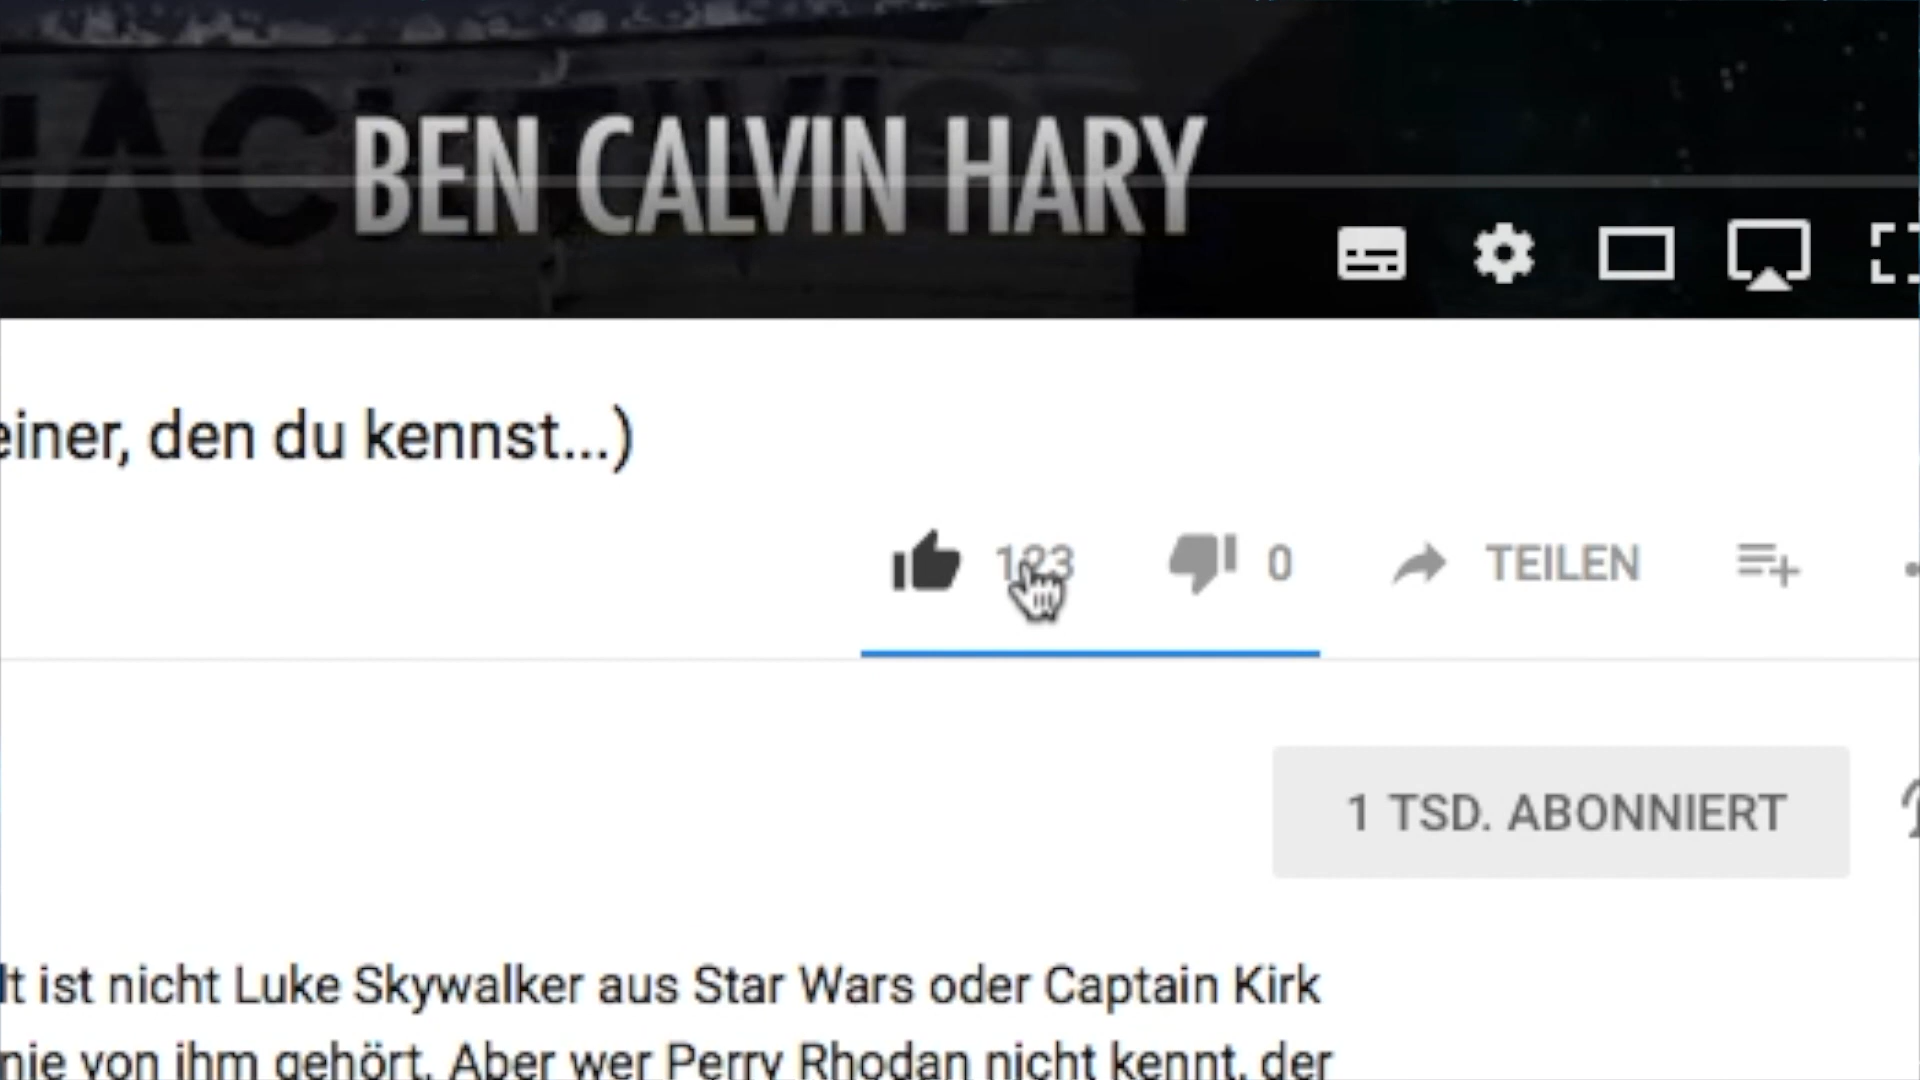 BEN CALVIN HARY
einer, den du kennst...)
123 0 TEILEN
1 TSD. ABONNIERT
lt ist nicht Luke Skywalker aus Star Wars oder Captain Kirk
nie von ihm gehört. Aber wer Perry Rhodan nicht kennt, der